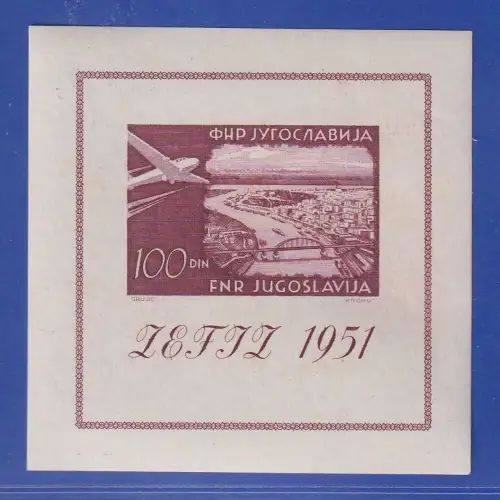 ФНР ЈУГОСЛАВИЈА
100 DIN
FNR JUGOSLAVIJA
ZEFIZ 1951